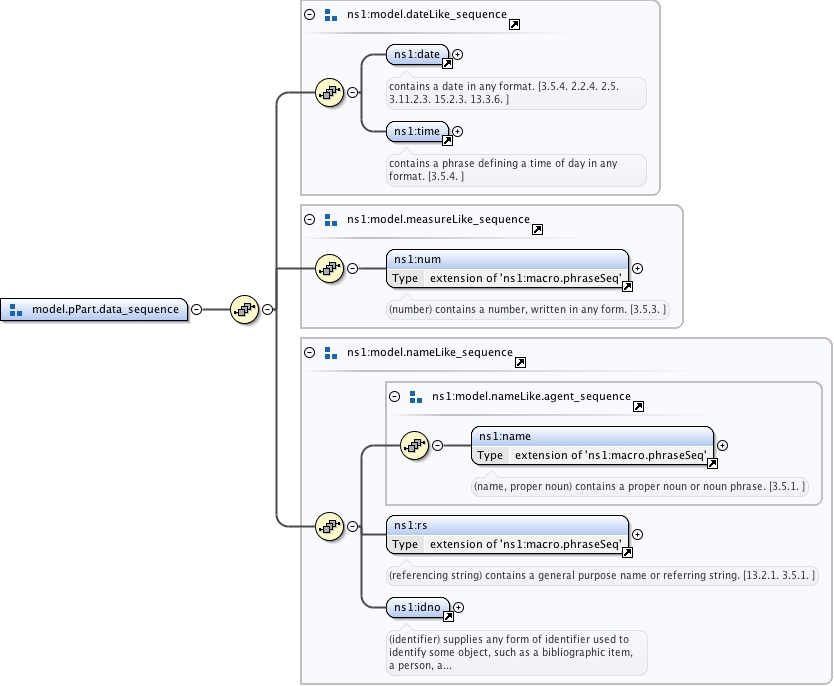 ns1:model.dateLike_sequence
ns1:date
contains a date in any format. [3.5.4. 2.2.4. 2.5.
3.11.2.3. 15.2.3. 13.3.6. ]
ns1:time
contains a phrase defining a time of day in any
format. [3.5.4. ]
ns1:model.measureLike_sequence
ns1:num
Type extension of 'ns1:macro.phraseSeq'
(number) contains a number, written in any form. [3.5.3. ]
model.pPart.data_sequence
ns1:model.nameLike_sequence
ns1:model.nameLike.agent_sequence
ns1:name
Type extension of 'ns1:macro.phraseSeq'
(name, proper noun) contains a proper noun or noun phrase. [3.5.1. ]
ns1:rs
Type extension of 'ns1:macro.phraseSeq'
(referencing string) contains a general purpose name or referring string. [13.2.1. 3.5.1. ]
ns1:idno
(identifier) supplies any form of identifier used to
identify some object, such as a bibliographic item,
a person, a...